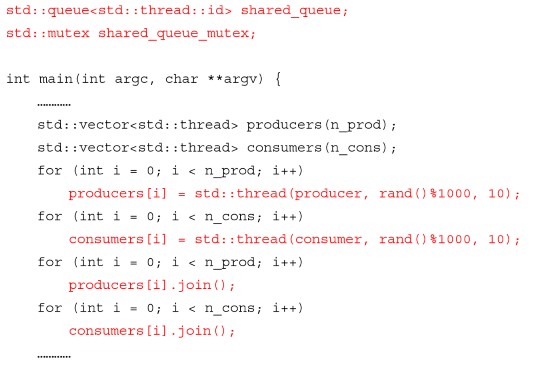 std::queue<std::thread::id> shared_queue;
std::mutex shared_queue_mutex;
int main(int argc, char **argv) {
…………
std::vector<std::thread> producers(n_prod);
std::vector<std::thread> consumers(n_cons);
for (int i = 0; i < n_prod; i++)
producers[i] = std::thread(producer, rand()%1000, 10);
for (int i = 0; i < n_cons; i++)
consumers[i] = std::thread(consumer, rand()%1000, 10);
for (int i = 0; i < n_prod; i++)
producers[i].join();
for (int i = 0; i < n_cons; i++)
consumers[i].join();
…………